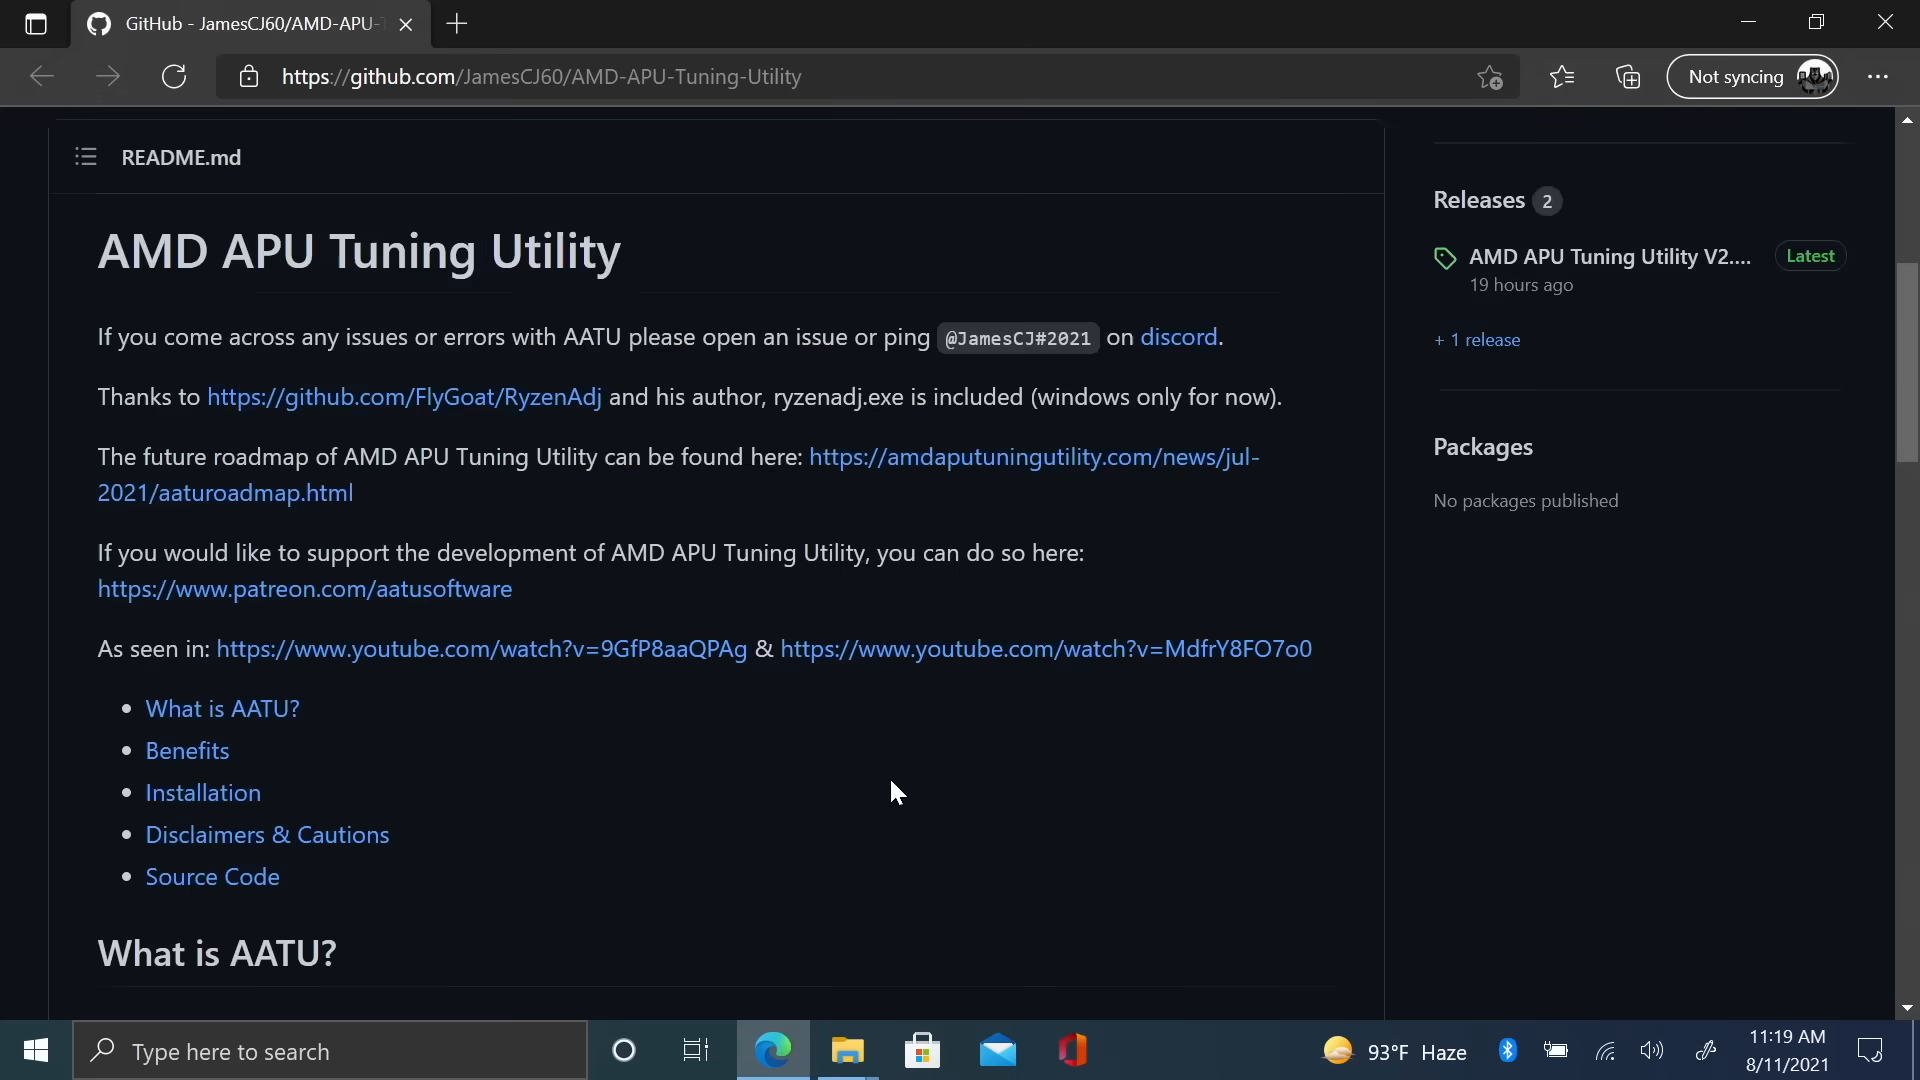 GitHub - JamesCJ60/AMD-APU-
https://github.com/JamesCJ60/AMD-APU-Tuning-Utility
Not syncing
README.md
AMD APU Tuning Utility
If you come across any issues or errors with AATU please open an issue or ping @JamesCJ#2021 on discord.
Thanks to https://github.com/FlyGoat/RyzenAdj and his author, ryzenadj.exe is included (windows only for now).
The future roadmap of AMD APU Tuning Utility can be found here: https://amdaputuningutility.com/news/jul-
2021/aaturoadmap.html
If you would like to support the development of AMD APU Tuning Utility, you can do so here:
https://www.patreon.com/aatusoftware
As seen in: https://www.youtube.com/watch?v=9GfP8aaQPAg & https://www.youtube.com/watch?v=MdfrY8FO7o0
• What is AATU?
• Benefits
• Installation
• Disclaimers & Cautions
• Source Code
What is AATU?
Releases 2
AMD APU Tuning Utility V2.... Latest
19 hours ago
+ 1 release
Packages
No packages published
Type here to search
93°F Haze
11:19 AM
8/11/2021